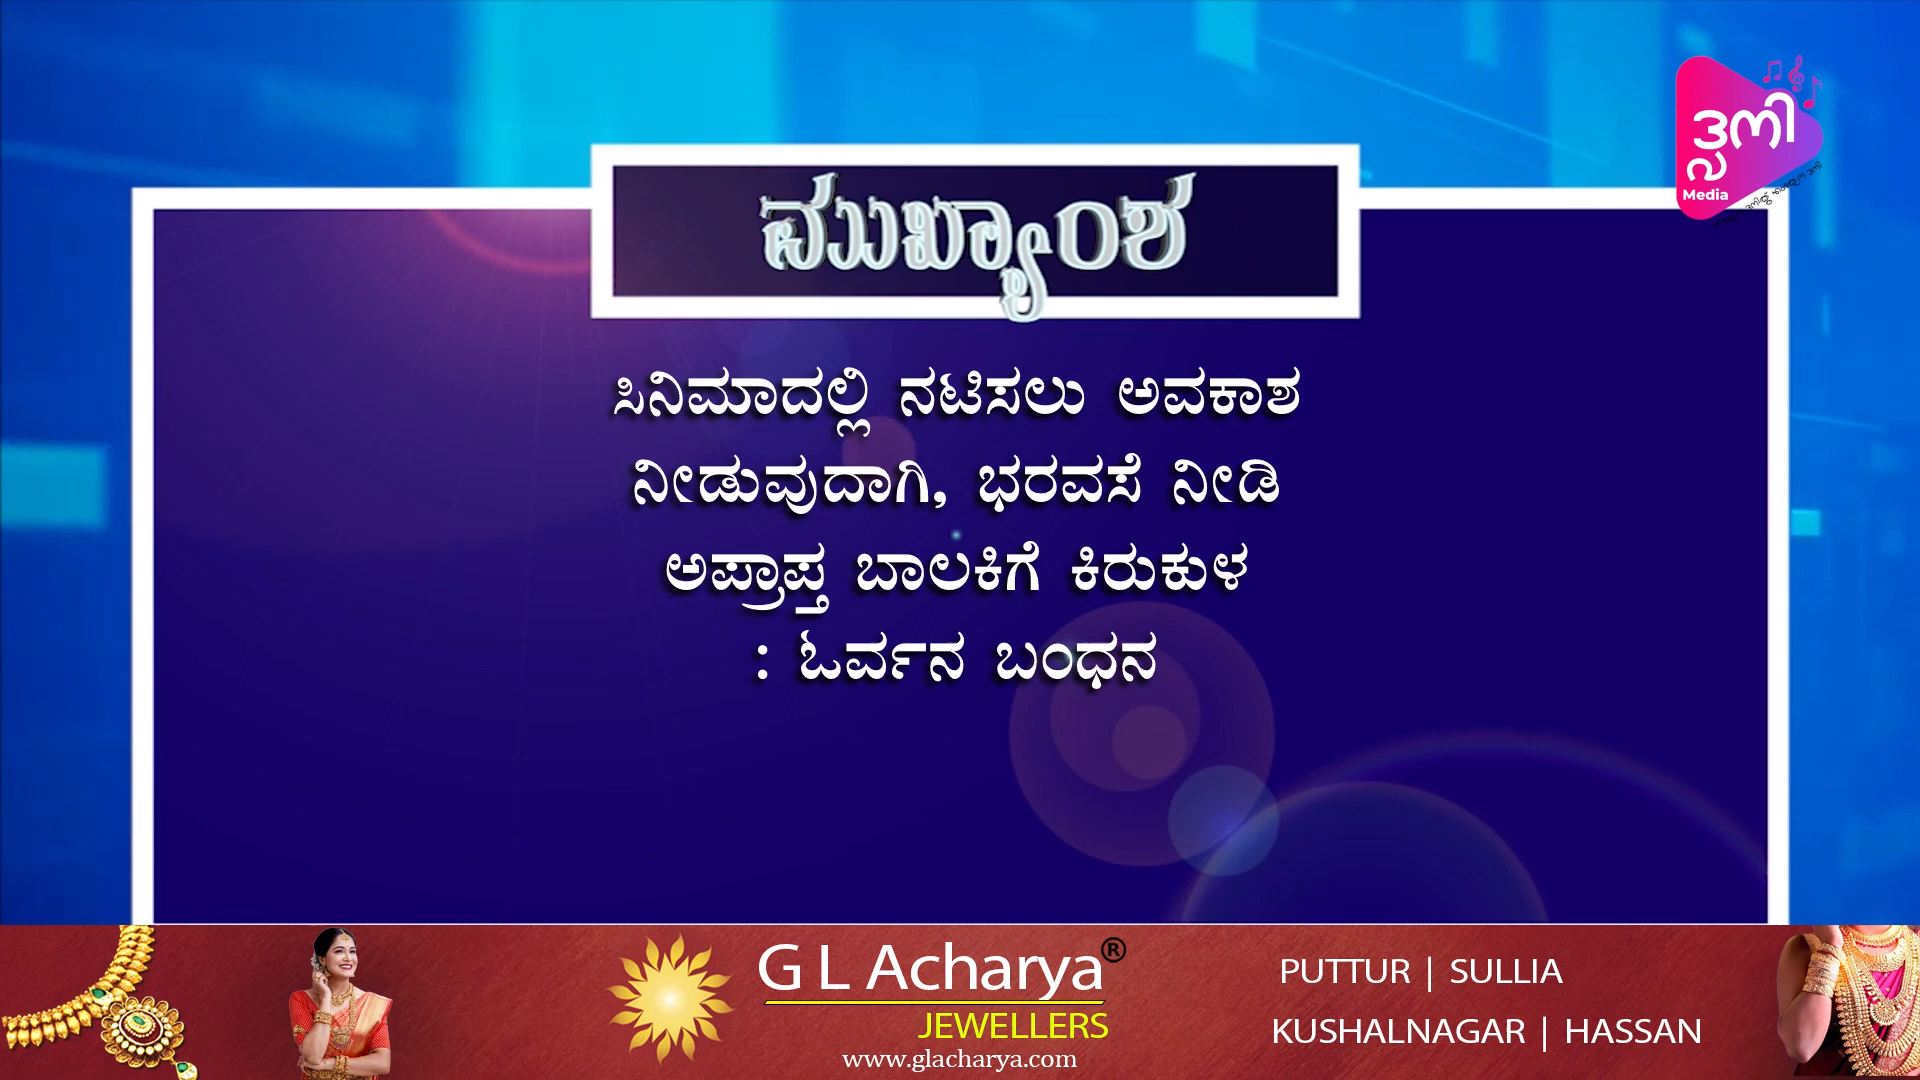 ಮುಖ್ಯಾಂಶ
Media
ಸಿನಿಮಾದಲ್ಲಿ ನಟಿಸಲು ಅವಕಾಶ
ನೀಡುವುದಾಗಿ, ಭರವಸೆ ನೀಡಿ
ಅಪ್ರಾಪ್ತ ಬಾಲಕಿಗೆ ಕಿರುಕುಳ
: ಓರ್ವನ ಬಂಧನ
G L Acharya®
JEWELLERS
www.glacharya.com
PUTTUR | SULLIA
KUSHALNAGAR | HASSAN